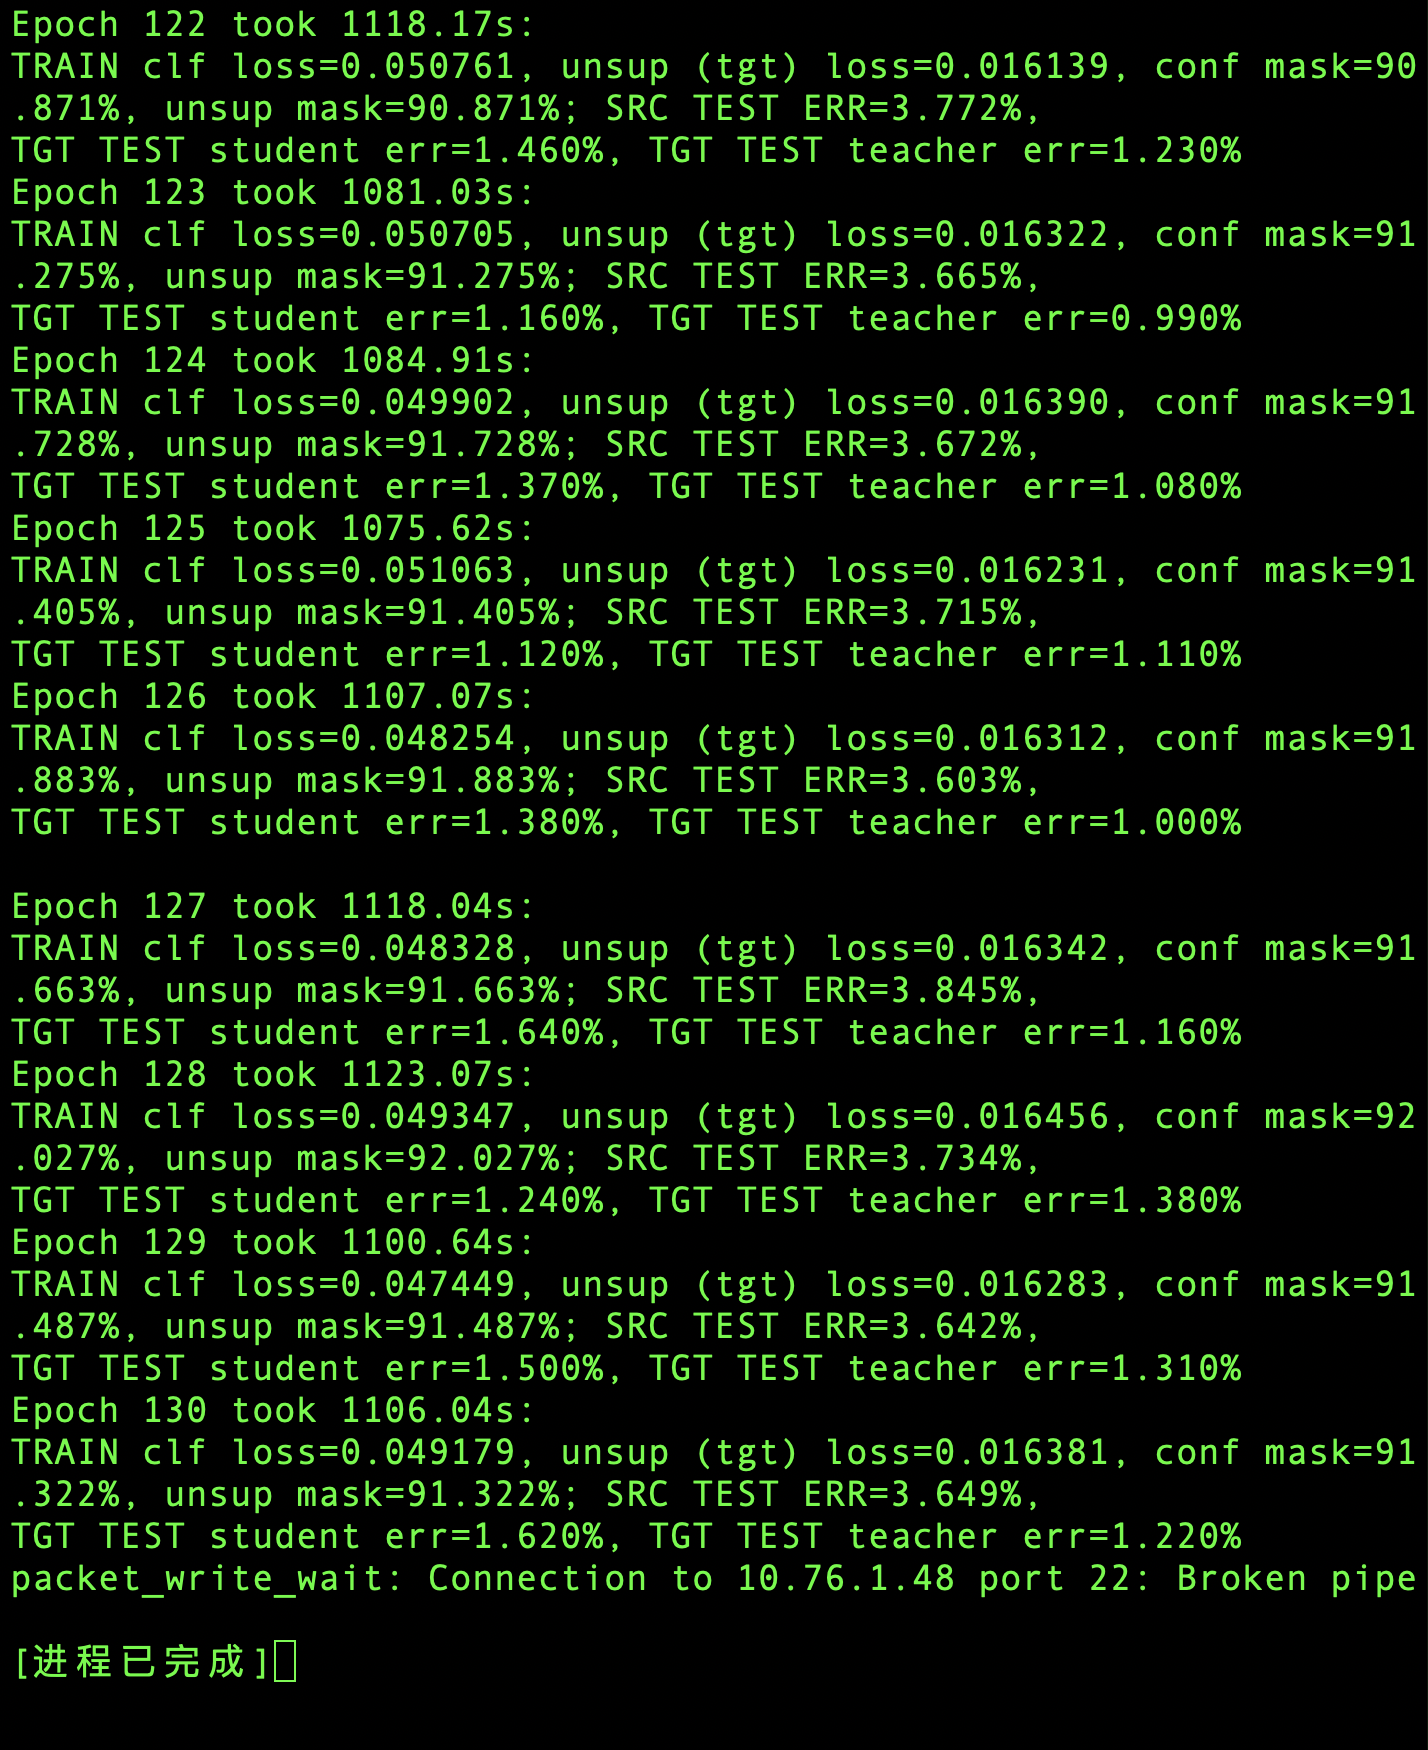 Epoch 122 took 1118.17s:
TRAIN clf loss=0.050761, unsup (tgt) loss=0.016139, conf mask=90
.871%, unsup mask=90.871%; SRC TEST ERR=3.772%,
TGT TEST student err=1.460%, TGT TEST teacher err=1.230%
Epoch 123 took 1081.03s:
TRAIN clf loss=0.050705, unsup (tgt) loss=0.016322, conf mask=91
.275%, unsup mask=91.275%; SRC TEST ERR=3.665%,
TGT TEST student err=1.160%, TGT TEST teacher err=0.990%
Epoch 124 took 1084.91s:
TRAIN clf loss=0.049902, unsup (tgt) loss=0.016390, conf mask=91
.728%, unsup mask=91.728%; SRC TEST ERR=3.672%,
TGT TEST student err=1.370%, TGT TEST teacher err=1.080%
Epoch 125 took 1075.62s:
TRAIN clf loss=0.051063, unsup (tgt) loss=0.016231, conf mask=91
.405%, unsup mask=91.405%; SRC TEST ERR=3.715%,
TGT TEST student err=1.120%, TGT TEST teacher err=1.110%
Epoch 126 took 1107.07s:
TRAIN clf loss=0.048254, unsup (tgt) loss=0.016312, conf mask=91
.883%, unsup mask=91.883%; SRC TEST ERR=3.603%,
TGT TEST student err=1.380%, TGT TEST teacher err=1.000%
Epoch 127 took 1118.04s:
TRAIN clf loss=0.048328, unsup (tgt) loss=0.016342, conf mask=91
.663%, unsup mask=91.663%; SRC TEST ERR=3.845%,
TGT TEST student err=1.640%, TGT TEST teacher err=1.160%
Epoch 128 took 1123.07s:
TRAIN clf loss=0.049347, unsup (tgt) loss=0.016456, conf mask=92
.027%, unsup mask=92.027%; SRC TEST ERR=3.734%,
TGT TEST student err=1.240%, TGT TEST teacher err=1.380%
Epoch 129 took 1100.64s:
TRAIN clf loss=0.047449, unsup (tgt) loss=0.016283, conf mask=91
.487%, unsup mask=91.487%; SRC TEST ERR=3.642%,
TGT TEST student err=1.500%, TGT TEST teacher err=1.310%
Epoch 130 took 1106.04s:
TRAIN clf loss=0.049179, unsup (tgt) loss=0.016381, conf mask=91
.322%, unsup mask=91.322%; SRC TEST ERR=3.649%,
TGT TEST student err=1.620%, TGT TEST teacher err=1.220%
packet_write_wait: Connection to 10.76.1.48 port 22: Broken pipe
[进程已完成]